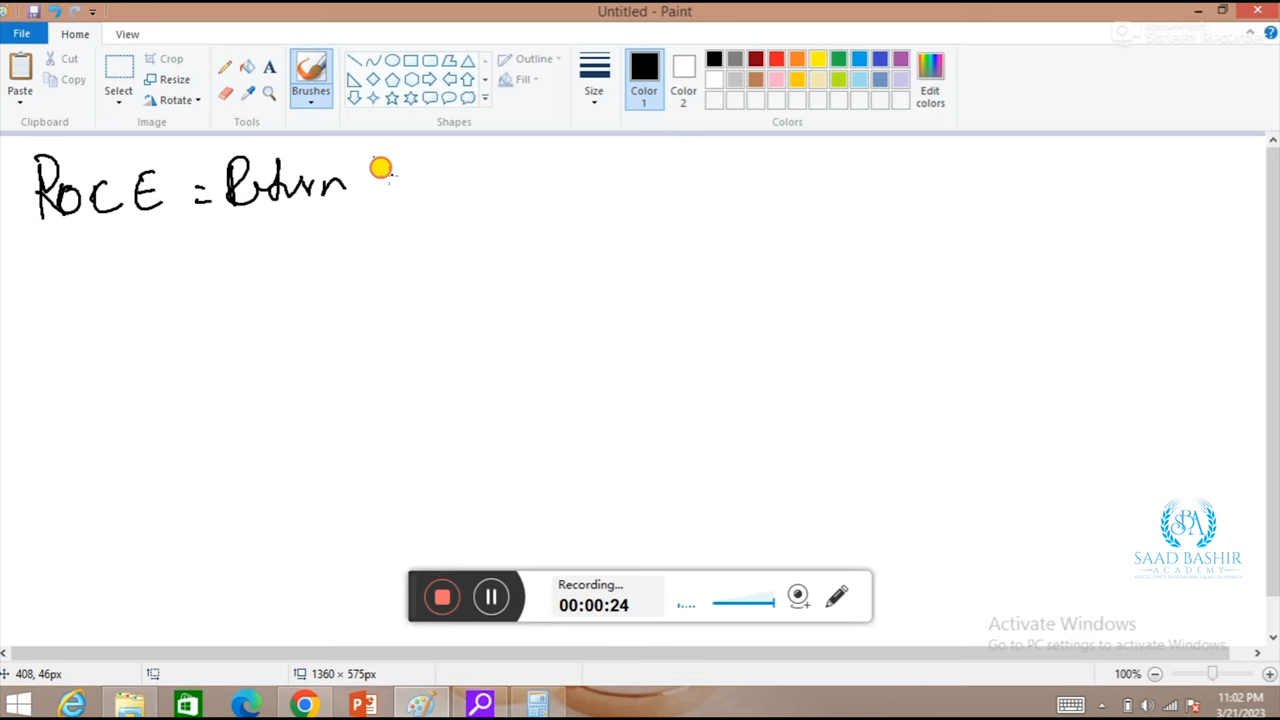 Untitled - Paint
File
Home
View
Paste
Cut
Copy
Clipboard
Select
Crop
Resize
Rotate
Image
Tools
Brushes
Shapes
Outline
Fill
Size
Color 1
Color 2
Edit colors
Colors
ROCE = Return
SBA
SAAD BASHIR
ACADEMY
Recording...
00:00:24
Activate Windows
Go to PC settings to activate Windows.
408, 46px
1360 × 575px
100%
11:02 PM
3/21/2023